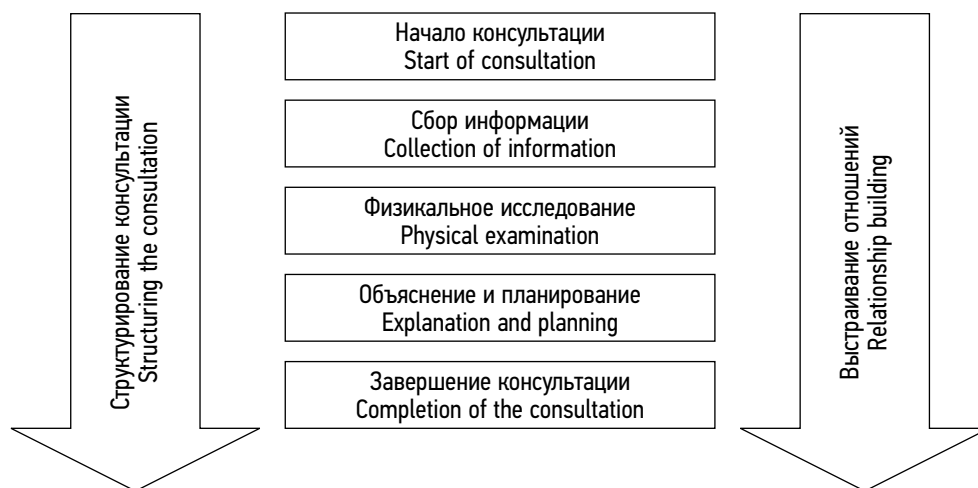 Структурирование консультации
Structuring the consultation
Начало консультации
Start of consultation
Сбор информации
Collection of information
Физикальное исследование
Physical examination
Объяснение и планирование
Explanation and planning
Завершение консультации
Completion of the consultation
Выстраивание отношений
Relationship building